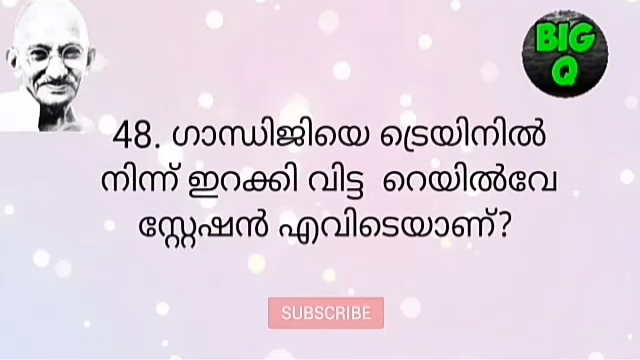 BIG
Q
48. ഗാന്ധിജിയെ ട്രെയിനിൽ
നിന്ന് ഇറക്കി വിട്ട റെയിൽവേ
സ്റ്റേഷൻ എവിടെയാണ്?
SUBSCRIBE